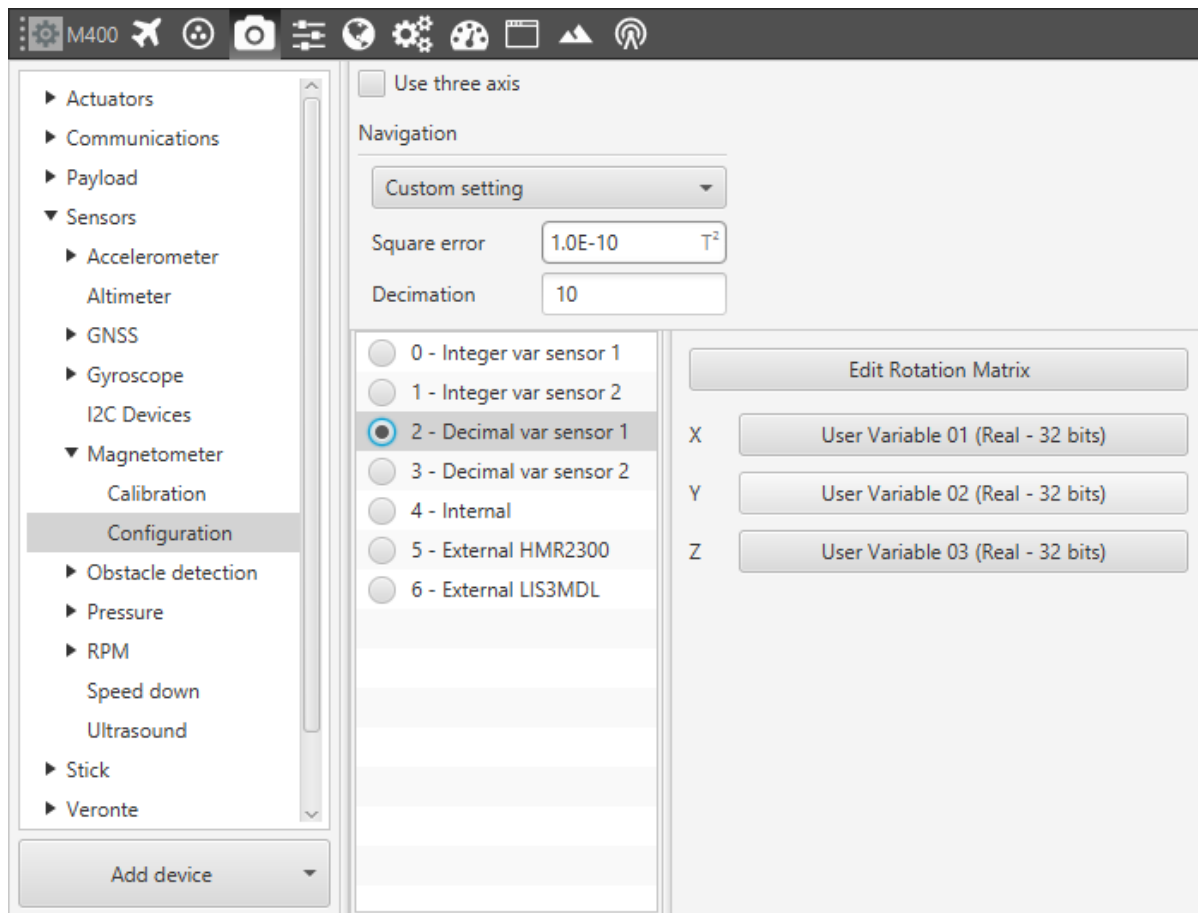 M400
Actuators
Communications
Payload
Sensors
Accelerometer
Altimeter
GNSS
Gyroscope
I2C Devices
Magnetometer
Calibration
Configuration
Obstacle detection
Pressure
RPM
Speed down
Ultrasound
Stick
Veronte
Add device
Use three axis
Navigation
Custom setting
Square error 1.0E-10 T²
Decimation 10
0 - Integer var sensor 1
1 - Integer var sensor 2
2 - Decimal var sensor 1
3 - Decimal var sensor 2
4 - Internal
5 - External HMR2300
6 - External LIS3MDL
Edit Rotation Matrix
X User Variable 01 (Real - 32 bits)
Y User Variable 02 (Real - 32 bits)
Z User Variable 03 (Real - 32 bits)